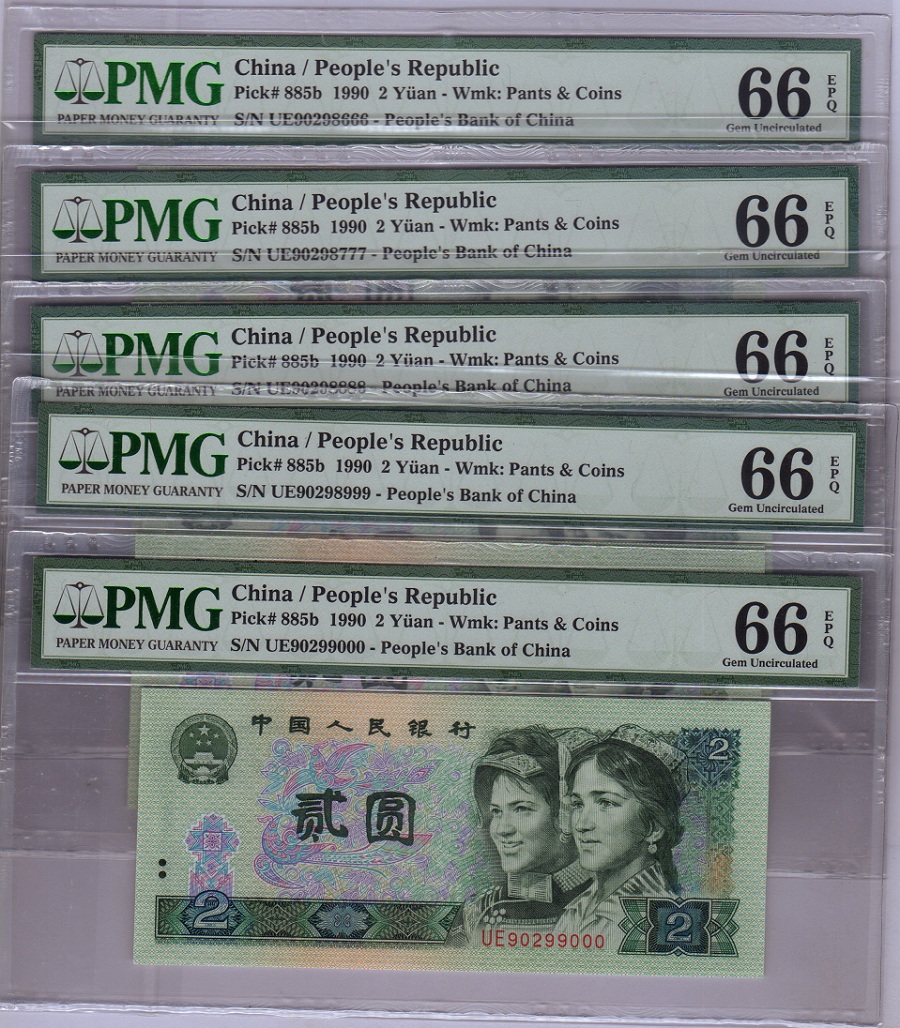 PMG
PAPER MONEY GUARANTY
China / People's Republic
Pick# 885b 1990 2 Yüan - Wmk: Pants & Coins
S/N UE90298666 - People's Bank of China
66
EPQ
Gem Uncirculated
PMG
PAPER MONEY GUARANTY
China / People's Republic
Pick# 885b 1990 2 Yüan - Wmk: Pants & Coins
S/N UE90298777 - People's Bank of China
66
EPQ
Gem Uncirculated
PMG
PAPER MONEY GUARANTY
China / People's Republic
Pick# 885b 1990 2 Yüan - Wmk: Pants & Coins
S/N UE90298888 - People's Bank of China
66
EPQ
Gem Uncirculated
PMG
PAPER MONEY GUARANTY
China / People's Republic
Pick# 885b 1990 2 Yüan - Wmk: Pants & Coins
S/N UE90298999 - People's Bank of China
66
EPQ
Gem Uncirculated
PMG
PAPER MONEY GUARANTY
China / People's Republic
Pick# 885b 1990 2 Yüan - Wmk: Pants & Coins
S/N UE90299000 - People's Bank of China
66
EPQ
Gem Uncirculated
中国人民银行
2
贰圆
2
UE90299000
2